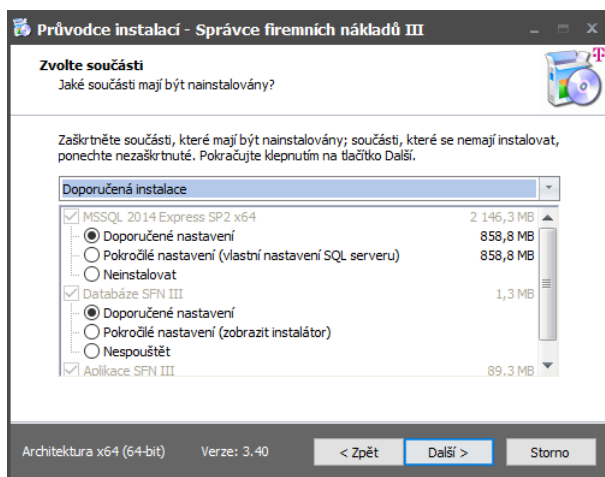 Průvodce instalací - Správce firemních nákladů III
Zvolte součásti
Jaké součásti mají být nainstalovány?
T
Zaškrtněte součásti, které mají být nainstalovány; součásti, které se nemají instalovat,
ponechte nezaškrtnuté. Pokračujte klepnutím na tlačítko Další.
Doporučená instalace
MSSQL 2014 Express SP2 x64 2 146,3 MB
Doporučené nastavení 858,8 MB
Pokročilé nastavení (vlastní nastavení SQL serveru) 858,8 MB
Neinstalovat
Databáze SFN III 1,3 MB
Doporučené nastavení
Pokročilé nastavení (zobrazit instalátor)
Nespouštět
Aplikace SFN III 89,3 MB
Architektura x64 (64-bit) Verze: 3.40 < Zpět Další > Storno